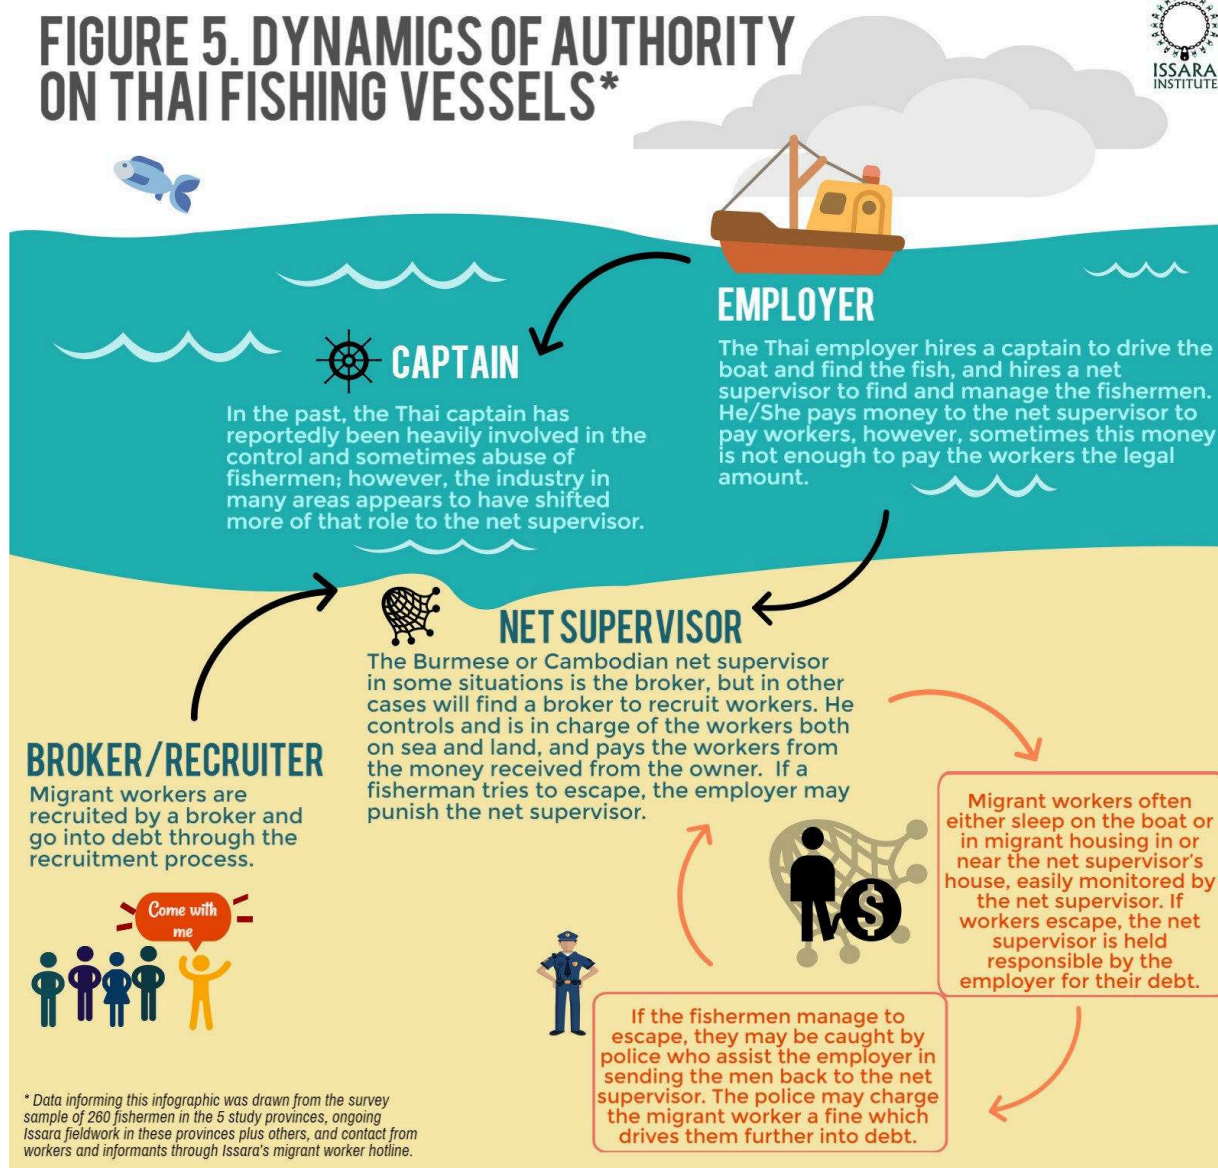 FIGURE 5. DYNAMICS OF AUTHORITY
ON THAI FISHING VESSELS*
ISSARA
INSTITUTE
EMPLOYER
The Thai employer hires a captain to drive the
boat and find the fish, and hires a net
supervisor to find and manage the fishermen.
He/She pays money to the net supervisor to
pay workers, however, sometimes this money
is not enough to pay the workers the legal
amount.
CAPTAIN
In the past, the Thai captain has
reportedly been heavily involved in the
control and sometimes abuse of
fishermen; however, the industry in
many areas appears to have shifted
more of that role to the net supervisor.
NET SUPERVISOR
The Burmese or Cambodian net supervisor
in some situations is the broker, but in other
cases will find a broker to recruit workers. He
controls and is in charge of the workers both
on sea and land, and pays the workers from
the money received from the owner. If a
fisherman tries to escape, the employer may
punish the net supervisor.
BROKER/RECRUITER
Migrant workers are
recruited by a broker and
go into debt through the
recruitment process.
Come with
me
Migrant workers often
either sleep on the boat or
in migrant housing in or
near the net supervisor's
house, easily monitored by
the net supervisor. If
workers escape, the net
supervisor is held
responsible by the
employer for their debt.
$
If the fishermen manage to
escape, they may be caught by
police who assist the employer in
sending the men back to the net
supervisor. The police may charge
the migrant worker a fine which
drives them further into debt.
* Data informing this infographic was drawn from the survey
sample of 260 fishermen in the 5 study provinces, ongoing
Issara fieldwork in these provinces plus others, and contact from
workers and informants through Issara's migrant worker hotline.